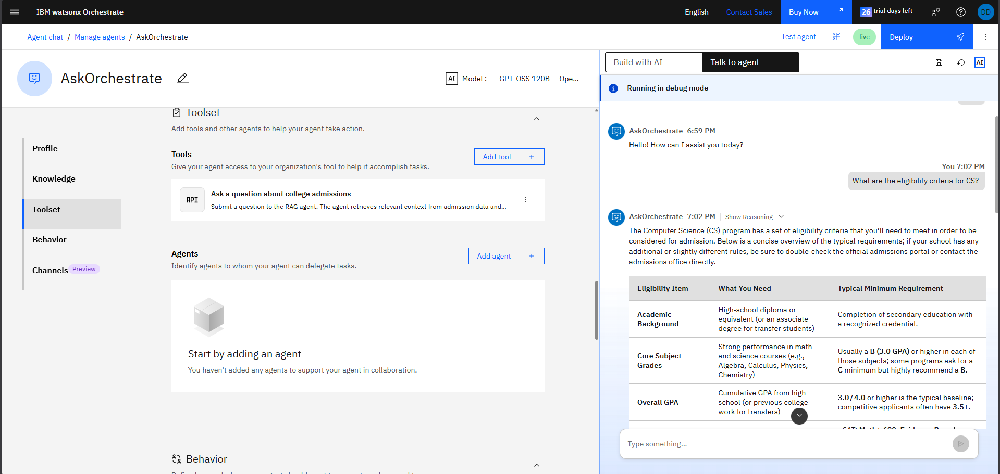 IBM watsonx Orchestrate
English
Contact Sales
Buy Now
26 trial days left
DD
Agent chat / Manage agents / AskOrchestrate
Test agent
live
Deploy
AskOrchestrate
AI Model :
GPT-OSS 120B — Ope...
Profile
Knowledge
Toolset
Behavior
Channels Preview
Toolset
Add tools and other agents to help your agent take action.
Tools
Give your agent access to your organization's tool to help it accomplish tasks.
Add tool +
API
Ask a question about college admissions
Submit a question to the RAG agent. The agent retrieves relevant context from admission data and...
Agents
Identify agents to whom your agent can delegate tasks.
Add agent +
Start by adding an agent
You haven't added any agents to support your agent in collaboration.
Behavior
Build with AI
Talk to agent
AI
Running in debug mode
AskOrchestrate 6:59 PM
Hello! How can I assist you today?
You 7:02 PM
What are the eligibility criteria for CS?
AskOrchestrate 7:02 PM | Show Reasoning
The Computer Science (CS) program has a set of eligibility criteria that you’ll need to meet in order to be
considered for admission. Below is a concise overview of the typical requirements; if your school has any
additional or slightly different rules, be sure to double-check the official admissions portal or contact the
admissions office directly.
Eligibility Item
What You Need
Typical Minimum Requirement
Academic
Background
High-school diploma or
equivalent (or an associate
degree for transfer students)
Completion of secondary education with
a recognized credential.
Core Subject
Grades
Strong performance in math
and science courses (e.g.,
Algebra, Calculus, Physics,
Chemistry)
Usually a B (3.0 GPA) or higher in each of
those subjects; some programs ask for a
C minimum but highly recommend a B.
Overall GPA
Cumulative GPA from high
school (or previous college
work for transfers)
3.0/4.0 or higher is the typical baseline;
competitive applicants often have 3.5+.
Type something...